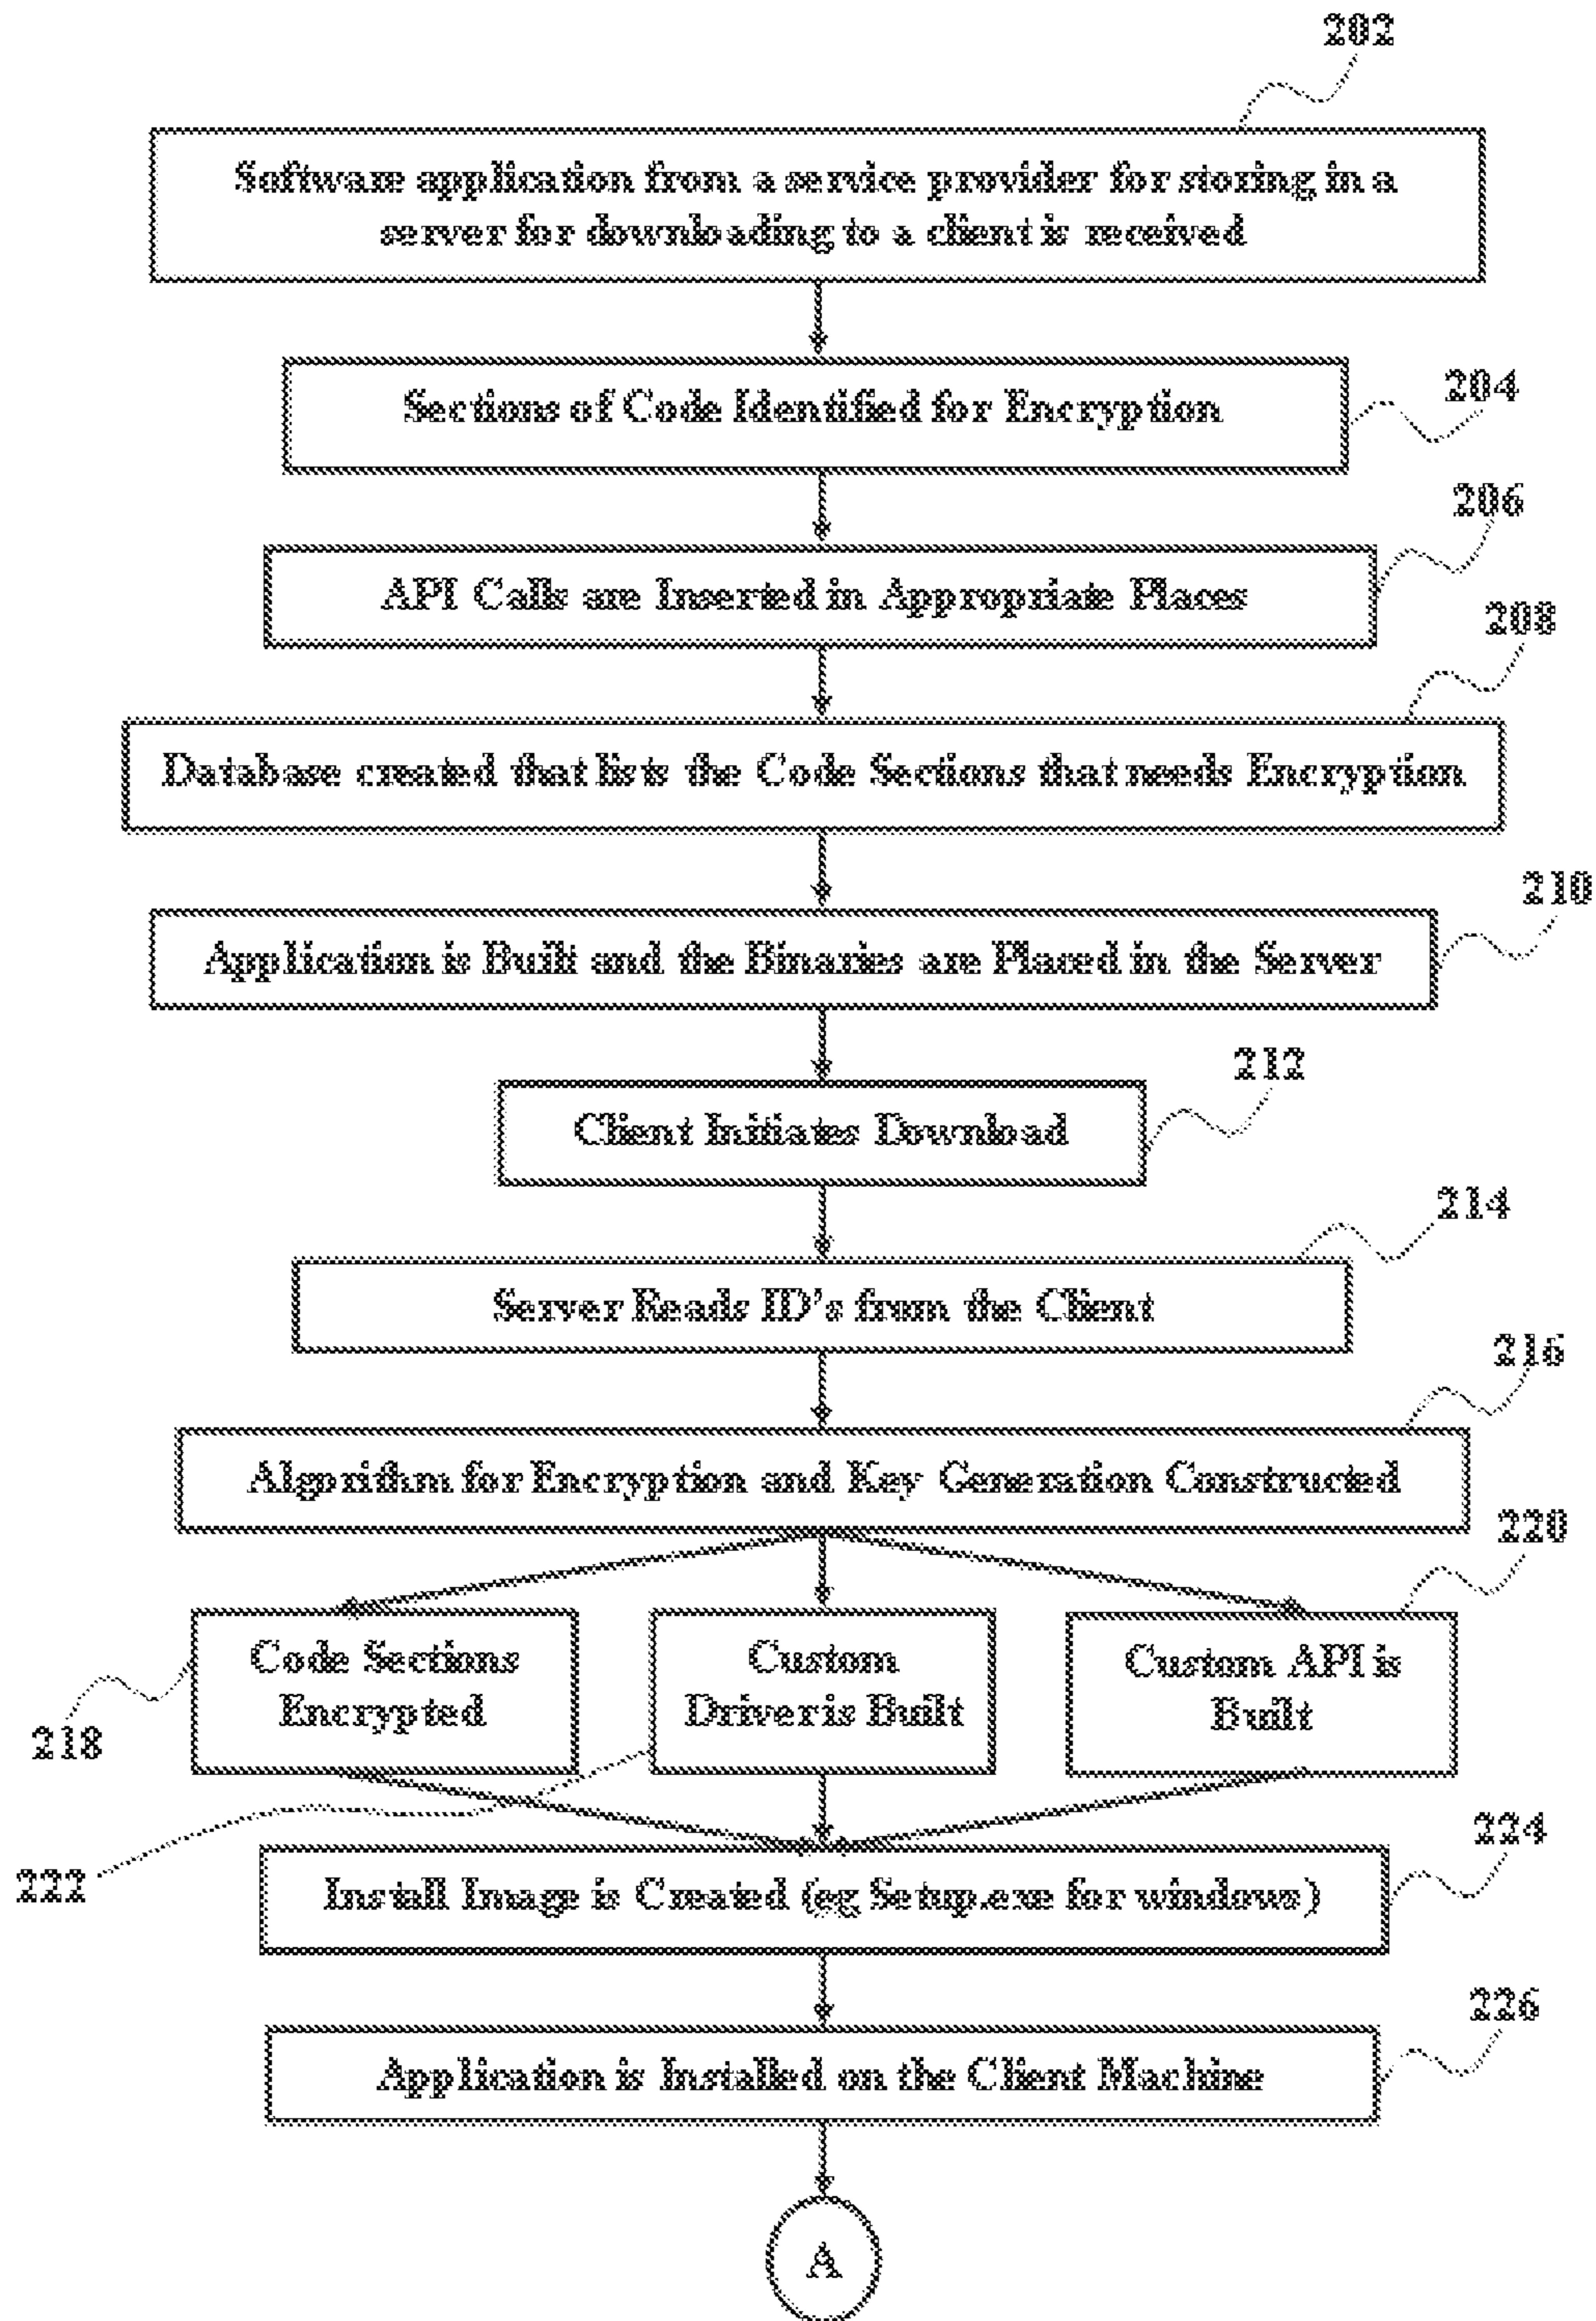 202
Software application from a service provider for storing in a
server for downloading to a client is received
204
Sections of Code Identified for Encryption
206
API Calls are Inserted in Appropriate Places
208
Database created that lists the Code Sections that needs Encryption
210
Application is Built and the Binaries are Placed in the Server
212
Client Initiates Download
214
Server Reads ID's from the Client
216
Algorithm for Encryption and Key Generation Constructed
220
Code Sections
Encrypted
Custom
Driver is Built
Custom API is
Built
218
222
224
Install Image is Created (eg Setup.exe for windows)
226
Application is Installed on the Client Machine
A